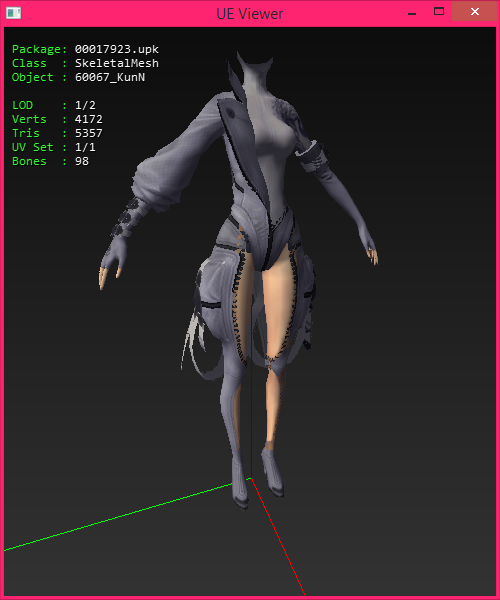 UE Viewer
Package: 00017923.upk
Class : SkeletalMesh
Object : 60067_KunN
LOD : 1/2
Verts : 4172
Tris : 5357
UV Set : 1/1
Bones : 98